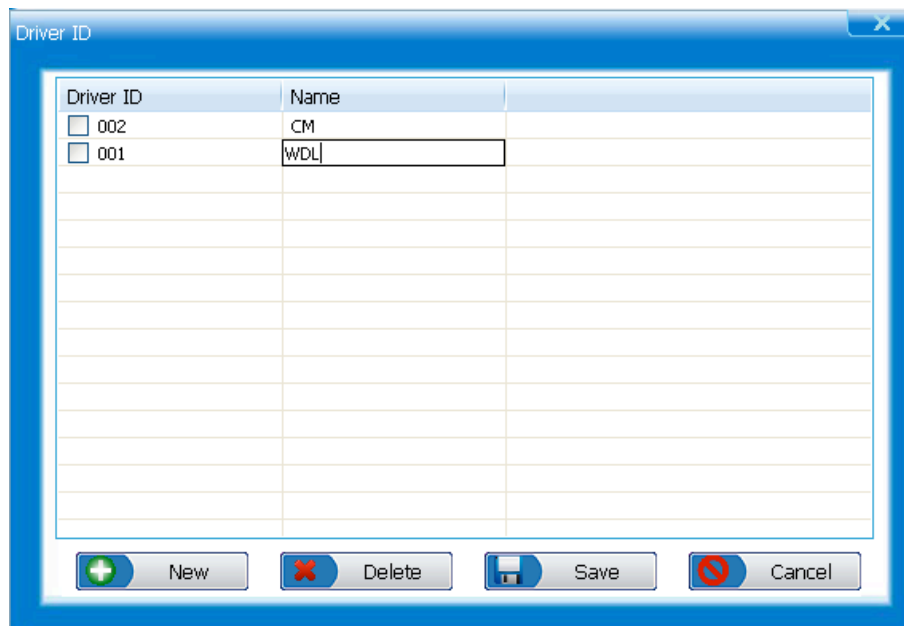 Driver ID
Driver ID Name
002 CM
001 WDL
New Delete Save Cancel